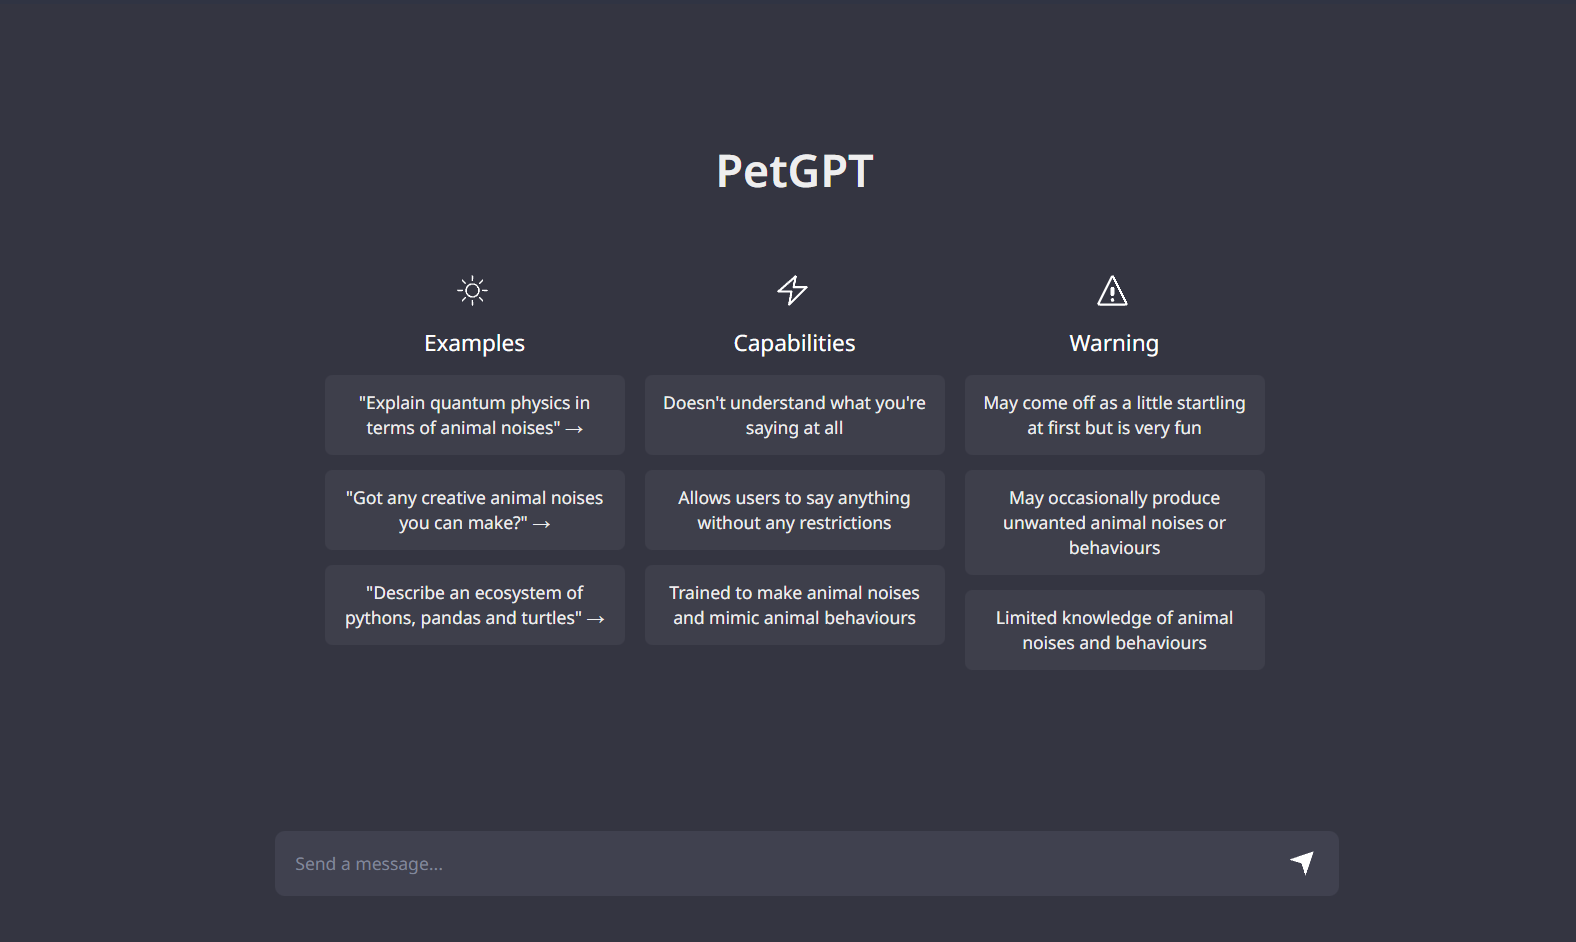 PetGPT
Examples
"Explain quantum physics in
terms of animal noises" →
"Got any creative animal noises
you can make?" →
"Describe an ecosystem of
pythons, pandas and turtles" →
Capabilities
Doesn't understand what you're
saying at all
Allows users to say anything
without any restrictions
Trained to make animal noises
and mimic animal behaviours
Warning
May come off as a little startling
at first but is very fun
May occasionally produce
unwanted animal noises or
behaviours
Limited knowledge of animal
noises and behaviours
Send a message...